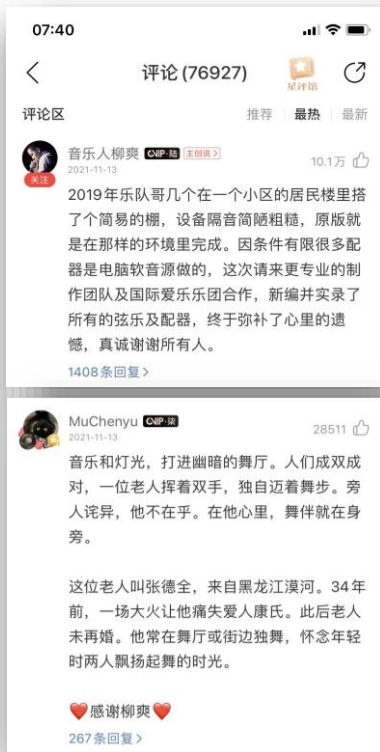 07:40
评论 (76927)
星评馆
评论区
推荐
最热
最新
音乐人柳爽 CVIP·陆 主创说>
2021-11-13
10.1万
关注
2019年乐队哥几个在一个小区的居民楼里搭
了个简易的棚，设备隔音简陋粗糙，原版就
是在那样的环境里完成。因条件有限很多配
器是电脑软音源做的，这次请来更专业的制
作团队及国际爱乐乐团合作，新编并实录了
所有的弦乐及配器，终于弥补了心里的遗
憾，真诚谢谢所有人。
1408条回复>
MuChenyu CVIP·柒
2021-11-13
28511
音乐和灯光，打进幽暗的舞厅。人们成双成
对，一位老人挥着双手，独自迈着舞步。旁
人诧异，他不在乎。在他心里，舞伴就在身
旁。
这位老人叫张德全，来自黑龙江漠河。34年
前，一场大火让他痛失爱人康氏。此后老人
未再婚。他常在舞厅或街边独舞，怀念年轻
时两人飘扬起舞的时光。
❤️感谢柳爽❤️
267条回复>